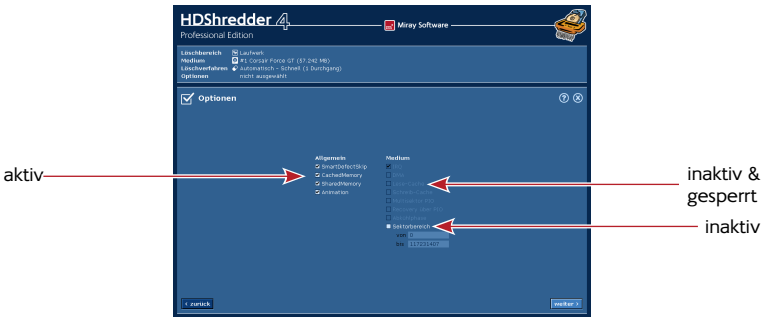 HDShredder 4
Professional Edition
Miray Software
Löschbereich Laufwerk
Medium #1 Corsair Force GT (57.242 MB)
Löschverfahren Automatisch - Schnell (1 Durchgang)
Optionen nicht ausgewählt
Optionen
Allgemein
SmartDefectSkip
CachedMemory
SharedMemory
Animation
Medium
Sektorbereich
von 0
bis 117231407
aktiv
inaktiv &
gesperrt
inaktiv
‹ zurück
weiter ›